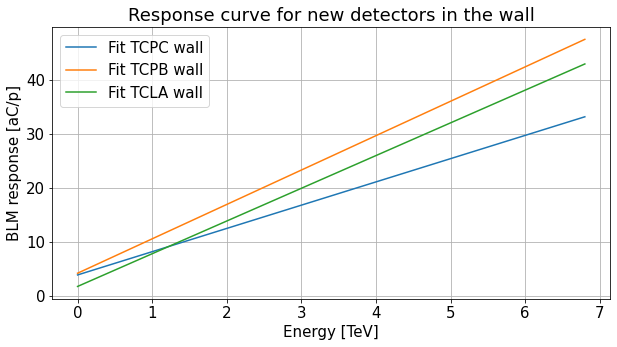 Response curve for new detectors in the wall
Fit TCPC wall
Fit TCPB wall
Fit TCLA wall
BLM response [aC/p]
40
30
20
10
0
0 1 2 3 4 5 6 7
Energy [TeV]